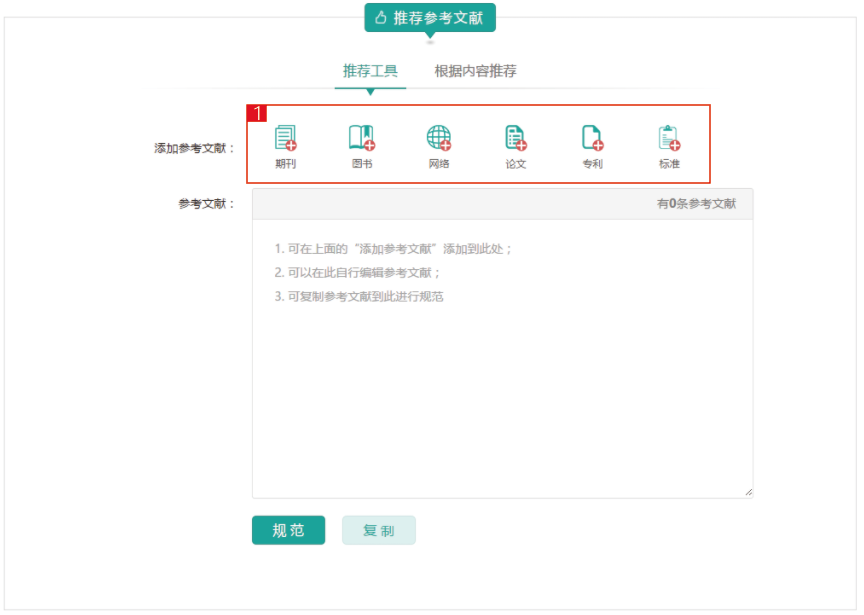 推荐参考文献
推荐工具 根据内容推荐
1
添加参考文献：
期刊 图书 网络 论文 专利 标准
参考文献： 有0条参考文献
1. 可在上面的“添加参考文献”添加到此处；
2. 可以在此自行编辑参考文献；
3. 可复制参考文献到此进行规范
规范 复制